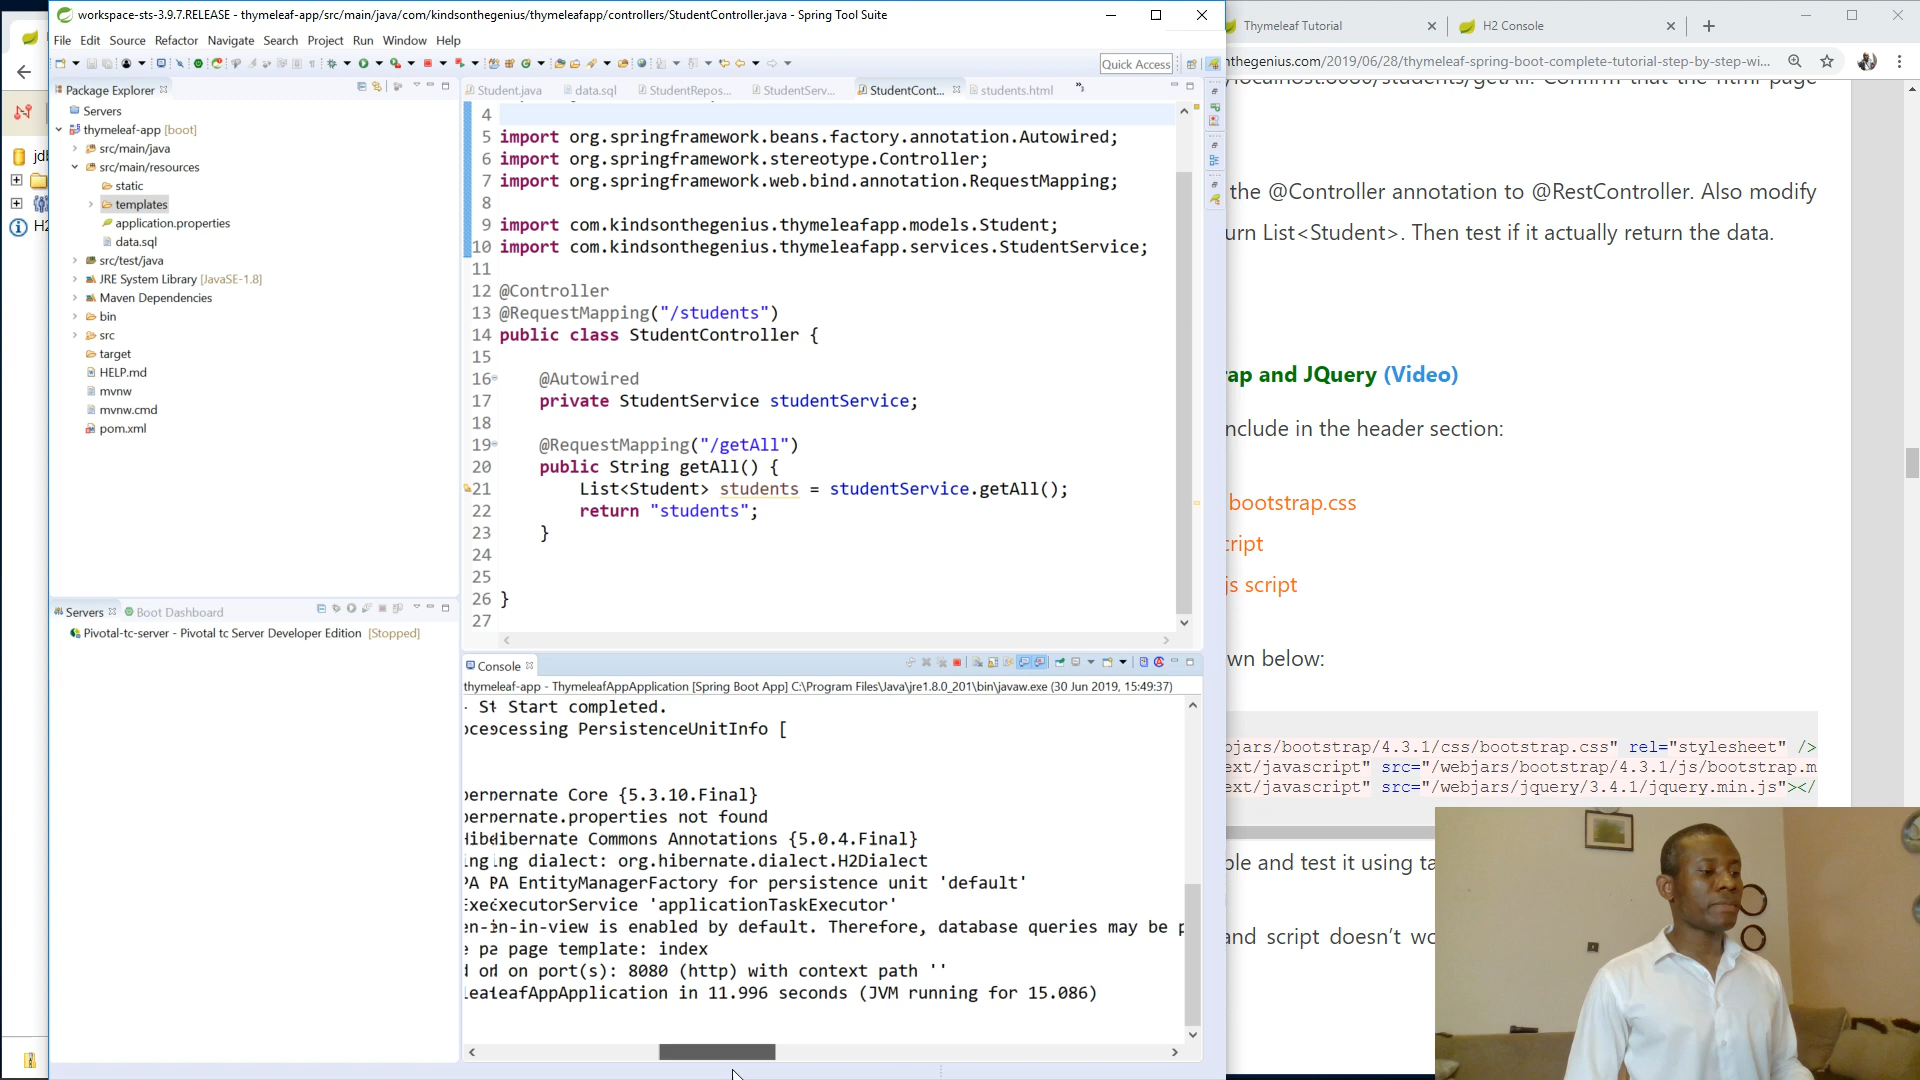 workspace-sts-3.9.7.RELEASE - thymeleaf-app/src/main/java/com/kindsonthegenius/thymeleafapp/controllers/StudentController.java - Spring Tool Suite
File Edit Source Refactor Navigate Search Project Run Window Help
Quick Access
Package Explorer
Servers
thymeleaf-app [boot]
src/main/java
src/main/resources
static
templates
application.properties
data.sql
src/test/java
JRE System Library [JavaSE-1.8]
Maven Dependencies
bin
src
target
HELP.md
mvnw
mvnw.cmd
pom.xml
Servers Boot Dashboard
Pivotal-tc-server - Pivotal tc Server Developer Edition [Stopped]
Student.java data.sql StudentRepos... StudentServ... StudentCont... students.html
4
5 import org.springframework.beans.factory.annotation.Autowired;
6 import org.springframework.stereotype.Controller;
7 import org.springframework.web.bind.annotation.RequestMapping;
8
9 import com.kindsonthegenius.thymeleafapp.models.Student;
10 import com.kindsonthegenius.thymeleafapp.services.StudentService;
11
12 @Controller
13 @RequestMapping("/students")
14 public class StudentController {
15
16 @Autowired
17 private StudentService studentService;
18
19 @RequestMapping("/getAll")
20 public String getAll() {
21 List<Student> students = studentService.getAll();
22 return "students";
23 }
24
25
26 }
27
Console
thymeleaf-app - ThymeleafAppApplication [Spring Boot App] C:\Program Files\Java\jre1.8.0_201\bin\javaw.exe (30 Jun 2019, 15:49:37)
Start completed.
PersistenceUnitInfo [
Core {5.3.10.Final}
not found
Commons Annotations {5.0.4.Final}
dialect: org.hibernate.dialect.H2Dialect
EntityManagerFactory for persistence unit 'default'
'applicationTaskExecutor'
is enabled by default. Therefore, database queries may be p
page template: index
on port(s): 8080 (http) with context path ''
in 11.996 seconds (JVM running for 15.086)
Thymeleaf Tutorial
H2 Console
nthegenius.com/2019/06/28/thymeleaf-spring-boot-complete-tutorial-step-by-step-wi...
the @Controller annotation to @RestController. Also modify
urn List<Student>. Then test if it actually return the data.
rap and JQuery (Video)
nclude in the header section:
bootstrap.css
cript
js script
wn below:
ojars/bootstrap/4.3.1/css/bootstrap.css" rel="stylesheet" />
ext/javascript" src="/webjars/bootstrap/4.3.1/js/bootstrap.m
ext/javascript" src="/webjars/jquery/3.4.1/jquery.min.js"></
ble and test it using ta
and script doesn't wo